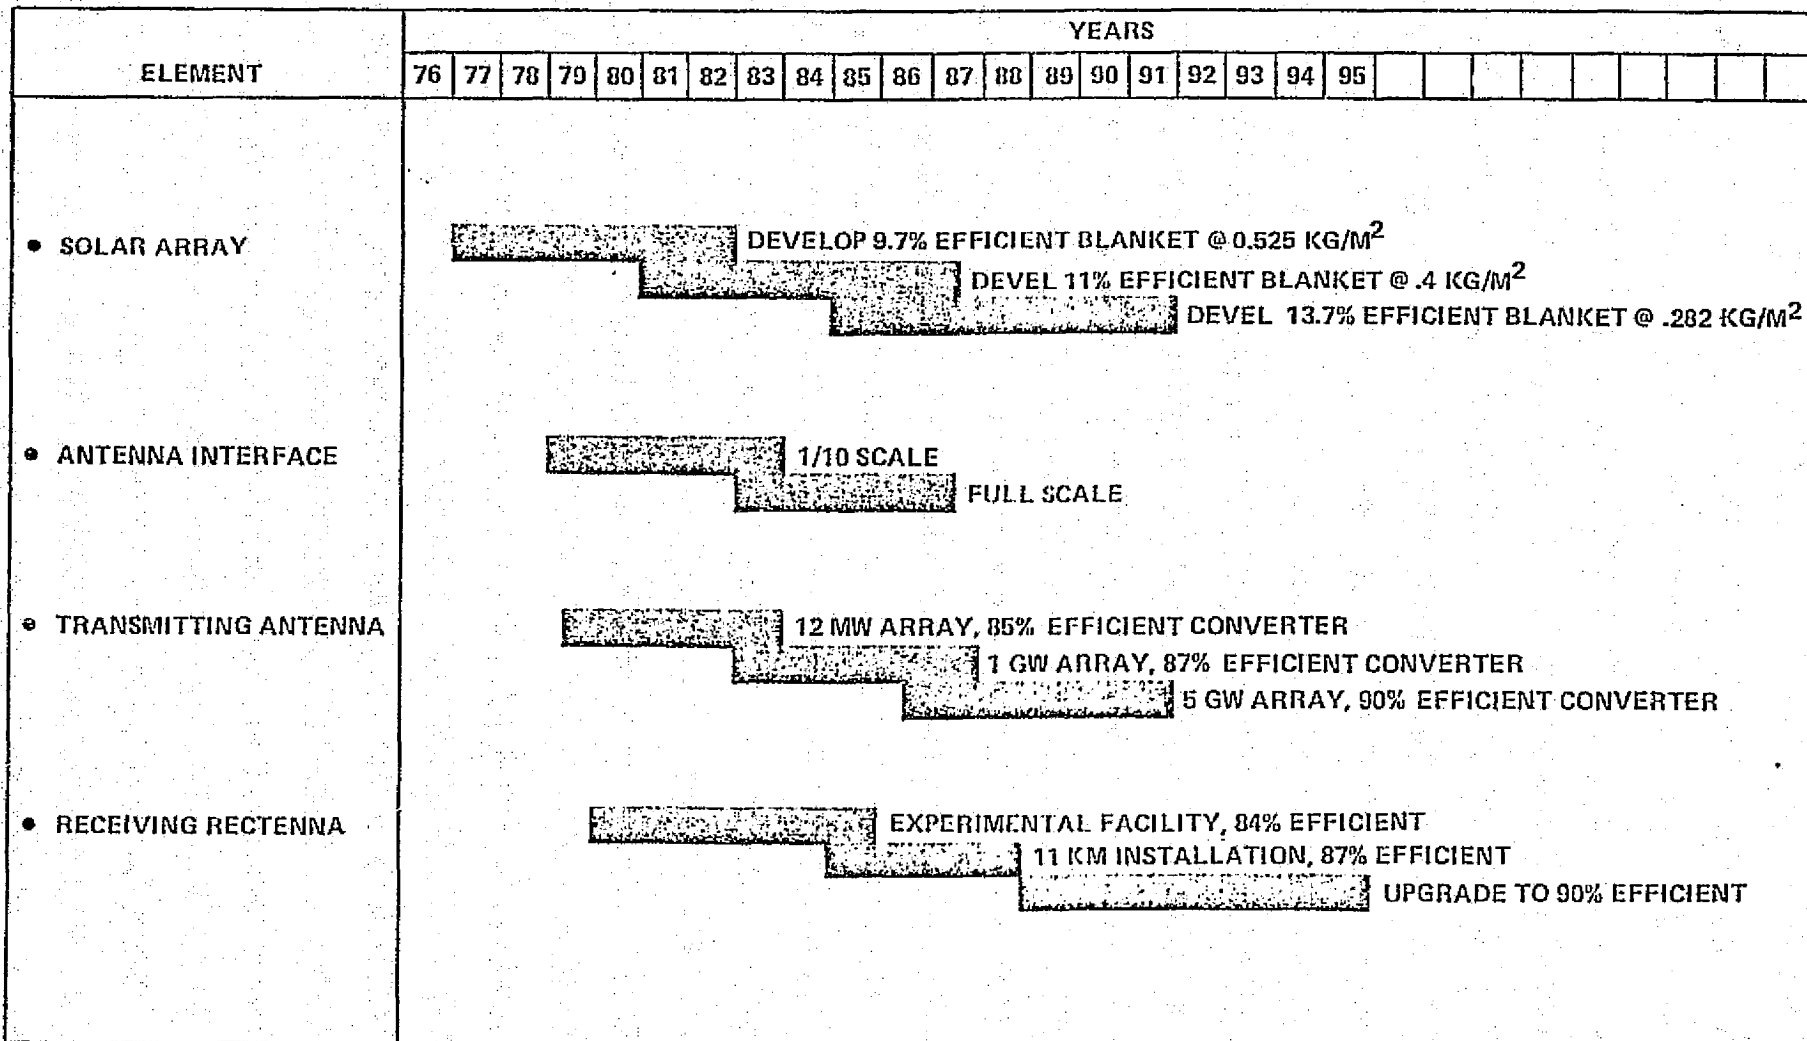 YEARS
ELEMENT
76 77 78 79 80 81 82 83 84 85 86 87 88 89 90 91 92 93 94 95
• SOLAR ARRAY
DEVELOP 9.7% EFFICIENT BLANKET @ 0.525 KG/M²
DEVEL 11% EFFICIENT BLANKET @ .4 KG/M²
DEVEL 13.7% EFFICIENT BLANKET @ .282 KG/M²
• ANTENNA INTERFACE
1/10 SCALE
FULL SCALE
• TRANSMITTING ANTENNA
12 MW ARRAY, 85% EFFICIENT CONVERTER
1 GW ARRAY, 87% EFFICIENT CONVERTER
5 GW ARRAY, 90% EFFICIENT CONVERTER
• RECEIVING RECTENNA
EXPERIMENTAL FACILITY, 84% EFFICIENT
11 KM INSTALLATION, 87% EFFICIENT
UPGRADE TO 90% EFFICIENT